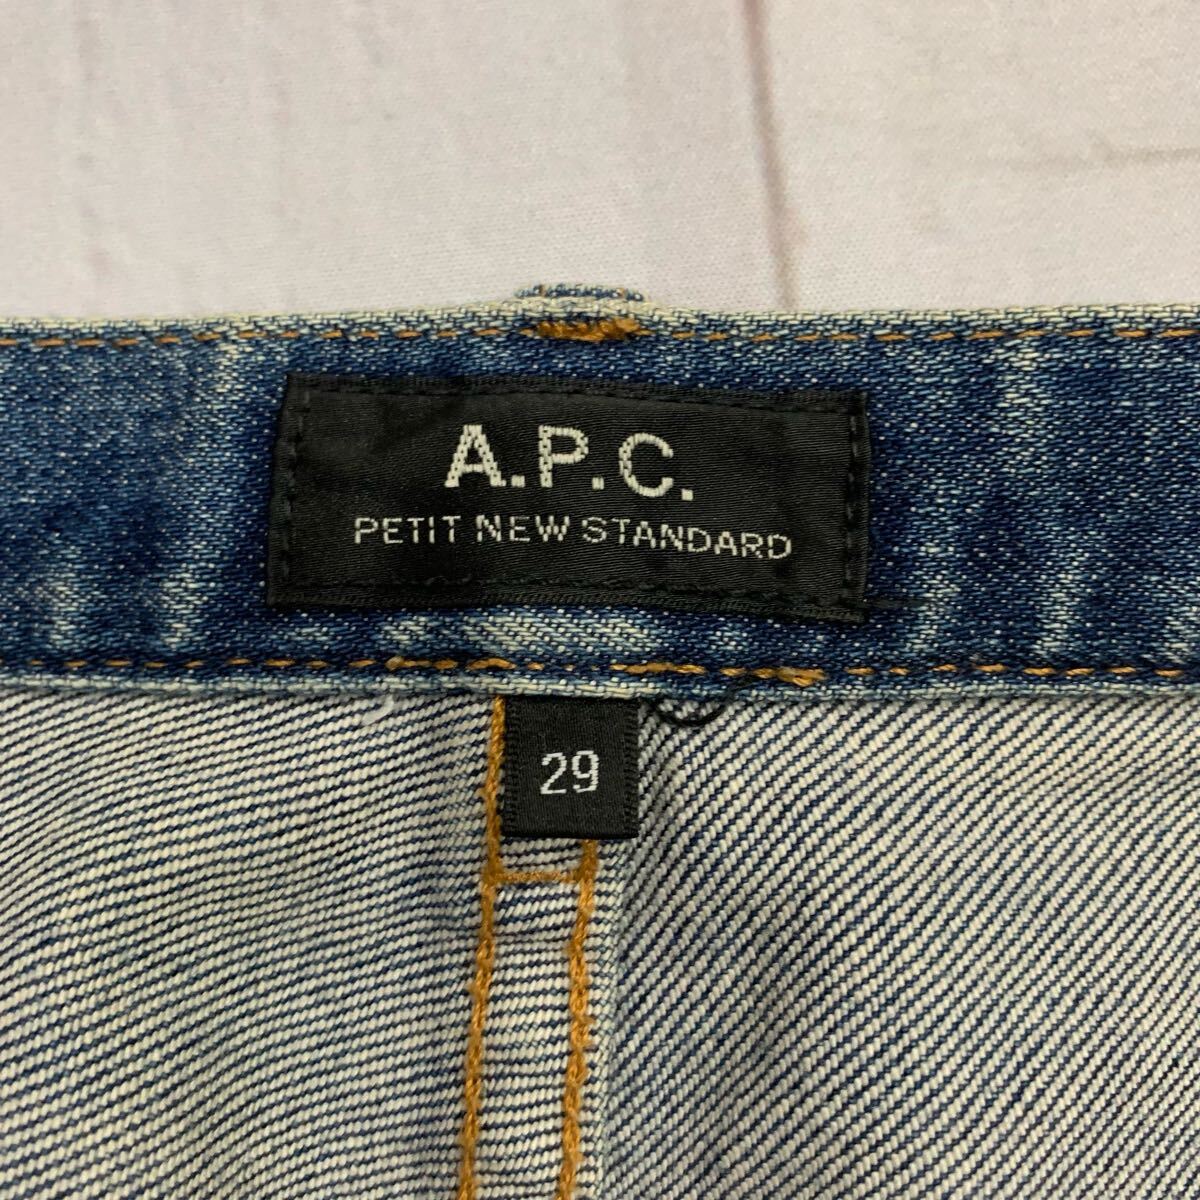 A.P.C.
PETIT NEW STANDARD
29